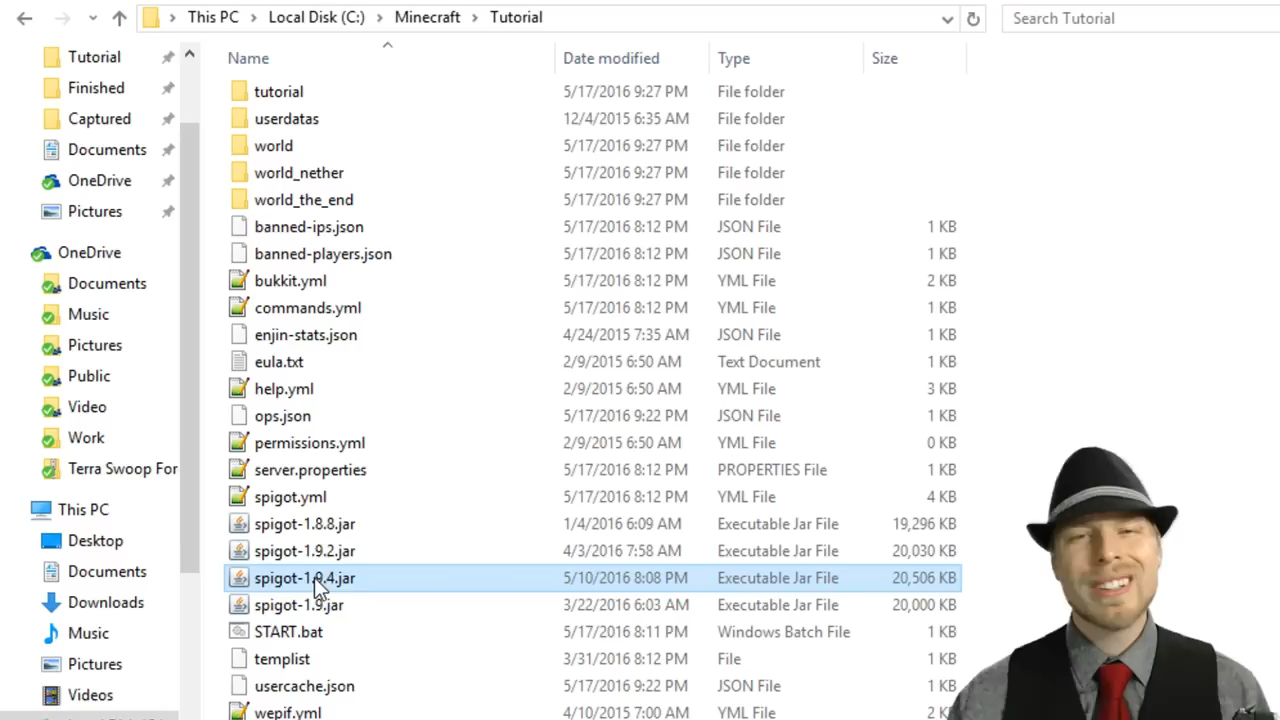 This PC > Local Disk (C:) > Minecraft > Tutorial
Search Tutorial
Tutorial
Finished
Captured
Documents
OneDrive
Pictures
OneDrive
Documents
Music
Pictures
Public
Video
Work
Terra Swoop For
This PC
Desktop
Documents
Downloads
Music
Pictures
Videos
Name Date modified Type Size
tutorial 5/17/2016 9:27 PM File folder
userdatas 12/4/2015 6:35 AM File folder
world 5/17/2016 9:27 PM File folder
world_nether 5/17/2016 9:27 PM File folder
world_the_end 5/17/2016 9:27 PM File folder
banned-ips.json 5/17/2016 8:12 PM JSON File 1 KB
banned-players.json 5/17/2016 8:12 PM JSON File 1 KB
bukkit.yml 5/17/2016 8:12 PM YML File 2 KB
commands.yml 5/17/2016 8:12 PM YML File 1 KB
enjin-stats.json 4/24/2015 7:35 AM JSON File 1 KB
eula.txt 2/9/2015 6:50 AM Text Document 1 KB
help.yml 2/9/2015 6:50 AM YML File 3 KB
ops.json 5/17/2016 9:22 PM JSON File 1 KB
permissions.yml 2/9/2015 6:50 AM YML File 0 KB
server.properties 5/17/2016 8:12 PM PROPERTIES File 1 KB
spigot.yml 5/17/2016 8:12 PM YML File 4 KB
spigot-1.8.8.jar 1/4/2016 6:09 AM Executable Jar File 19,296 KB
spigot-1.9.2.jar 4/3/2016 7:58 AM Executable Jar File 20,030 KB
spigot-1.9.4.jar 5/10/2016 8:08 PM Executable Jar File 20,506 KB
spigot-1.9.jar 3/22/2016 6:03 AM Executable Jar File 20,000 KB
START.bat 5/17/2016 8:11 PM Windows Batch File 1 KB
templist 3/31/2016 8:12 PM File 1 KB
usercache.json 5/17/2016 9:22 PM JSON File 1 KB
wepif.yml 4/10/2015 7:00 AM YML File 2 K